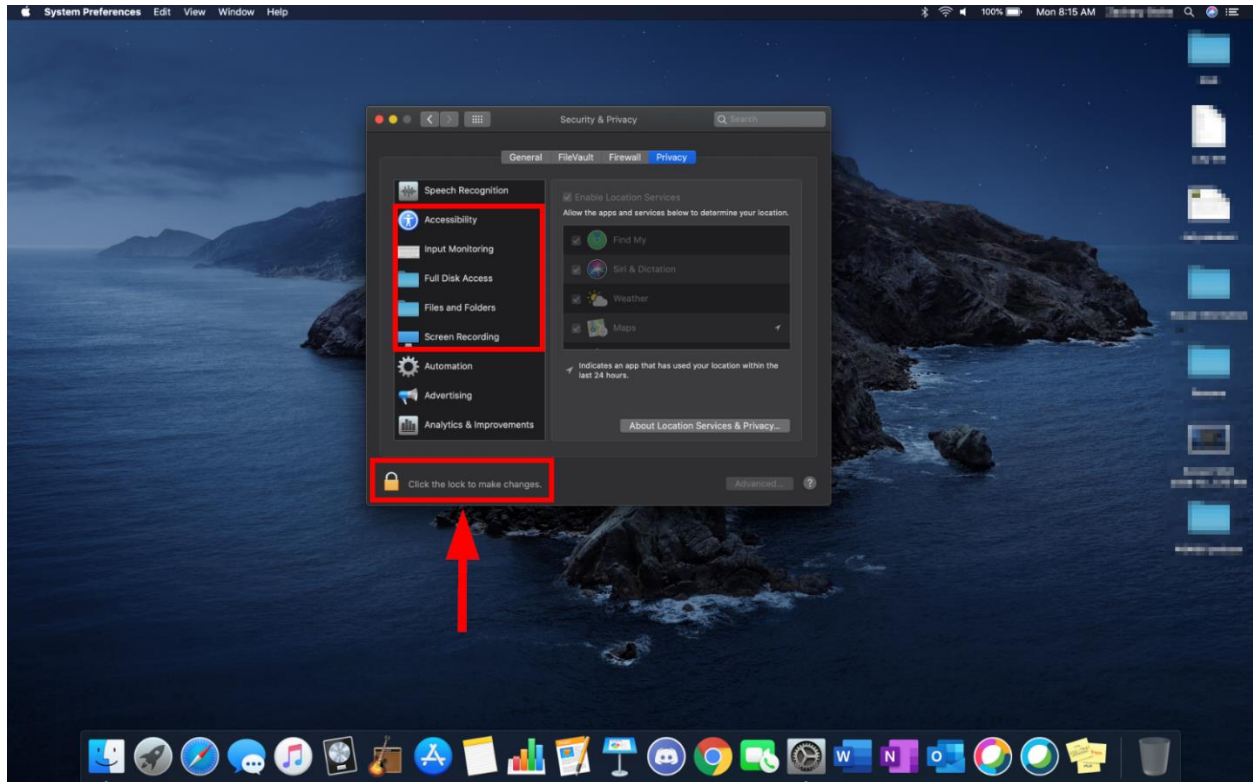 System Preferences Edit View Window Help
100% Mon 8:15 AM
Security & Privacy
Search
General FileVault Firewall Privacy
Speech Recognition
Accessibility
Input Monitoring
Full Disk Access
Files and Folders
Screen Recording
Automation
Advertising
Analytics & Improvements
Enable Location Services
Allow the apps and services below to determine your location.
Find My
Siri & Dictation
Weather
Maps
Indicates an app that has used your location within the
last 24 hours.
About Location Services & Privacy...
Click the lock to make changes.
Advanced...
?
W
N